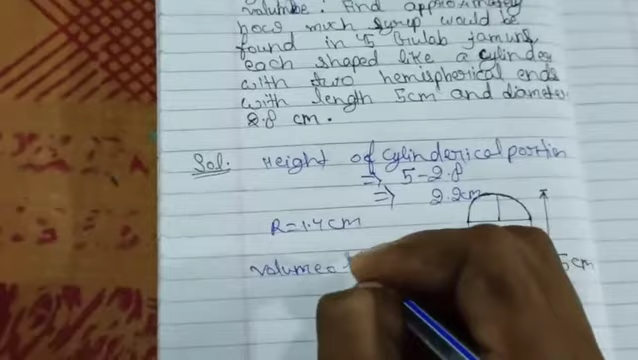 volume. Find approximately
how much syrup would be
found in 45 Gulab jamuns
each shaped like a cylinder
with two hemispherical ends
with length 5cm and diameter
2.8 cm.
Sol. Height of cylinderical portion
⇒ 5-2.8
⇒ 2.2cm
R=1.4cm
5cm
volume